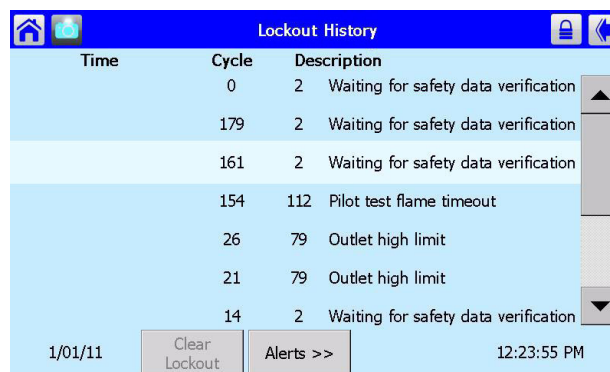 Lockout History
Time Cycle Description
0 2 Waiting for safety data verification
179 2 Waiting for safety data verification
161 2 Waiting for safety data verification
154 112 Pilot test flame timeout
26 79 Outlet high limit
21 79 Outlet high limit
14 2 Waiting for safety data verification
1/01/11 Clear Lockout Alerts >> 12:23:55 PM